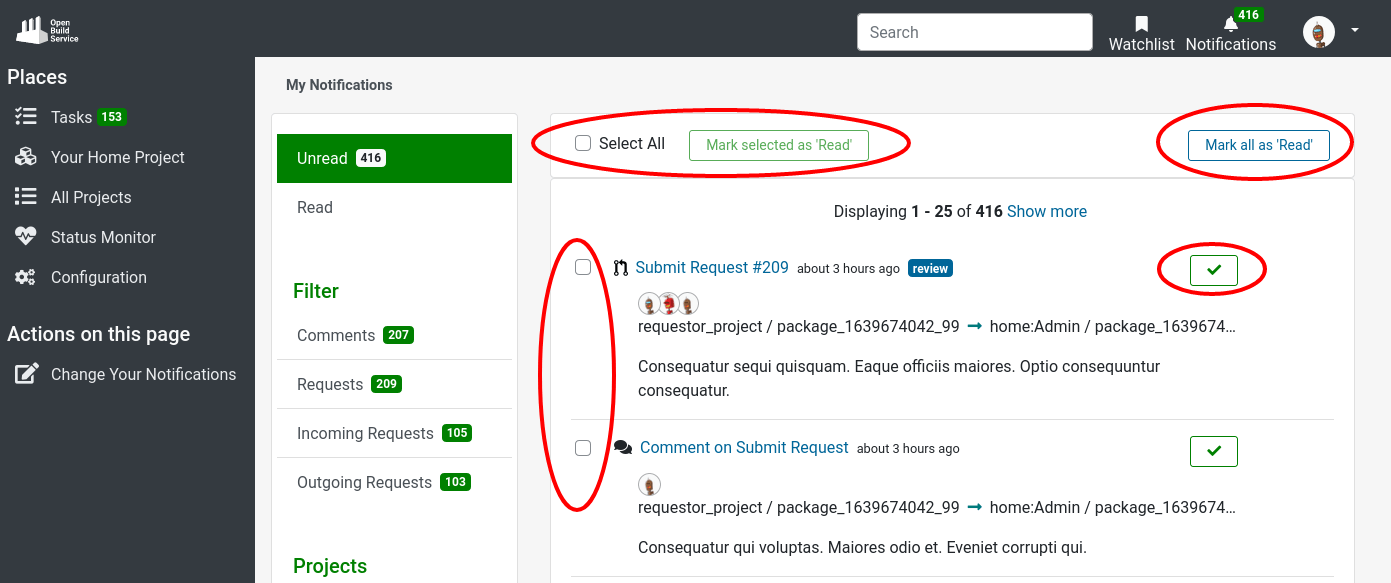 Open
Build
Service
Search
Watchlist
416
Notifications
Places
Tasks 153
Your Home Project
All Projects
Status Monitor
Configuration
Actions on this page
Change Your Notifications
My Notifications
Unread 416
Read
Filter
Comments 207
Requests 209
Incoming Requests 105
Outgoing Requests 103
Projects
Select All
Mark selected as 'Read'
Mark all as 'Read'
Displaying 1 - 25 of 416 Show more
Submit Request #209 about 3 hours ago review
requestor_project / package_1639674042_99 → home:Admin / package_1639674...
Consequatur sequi quisquam. Eaque officiis maiores. Optio consequuntur
consequatur.
Comment on Submit Request about 3 hours ago
requestor_project / package_1639674042_99 → home:Admin / package_1639674...
Consequatur qui voluptas. Maiores odio et. Eveniet corrupti qui.